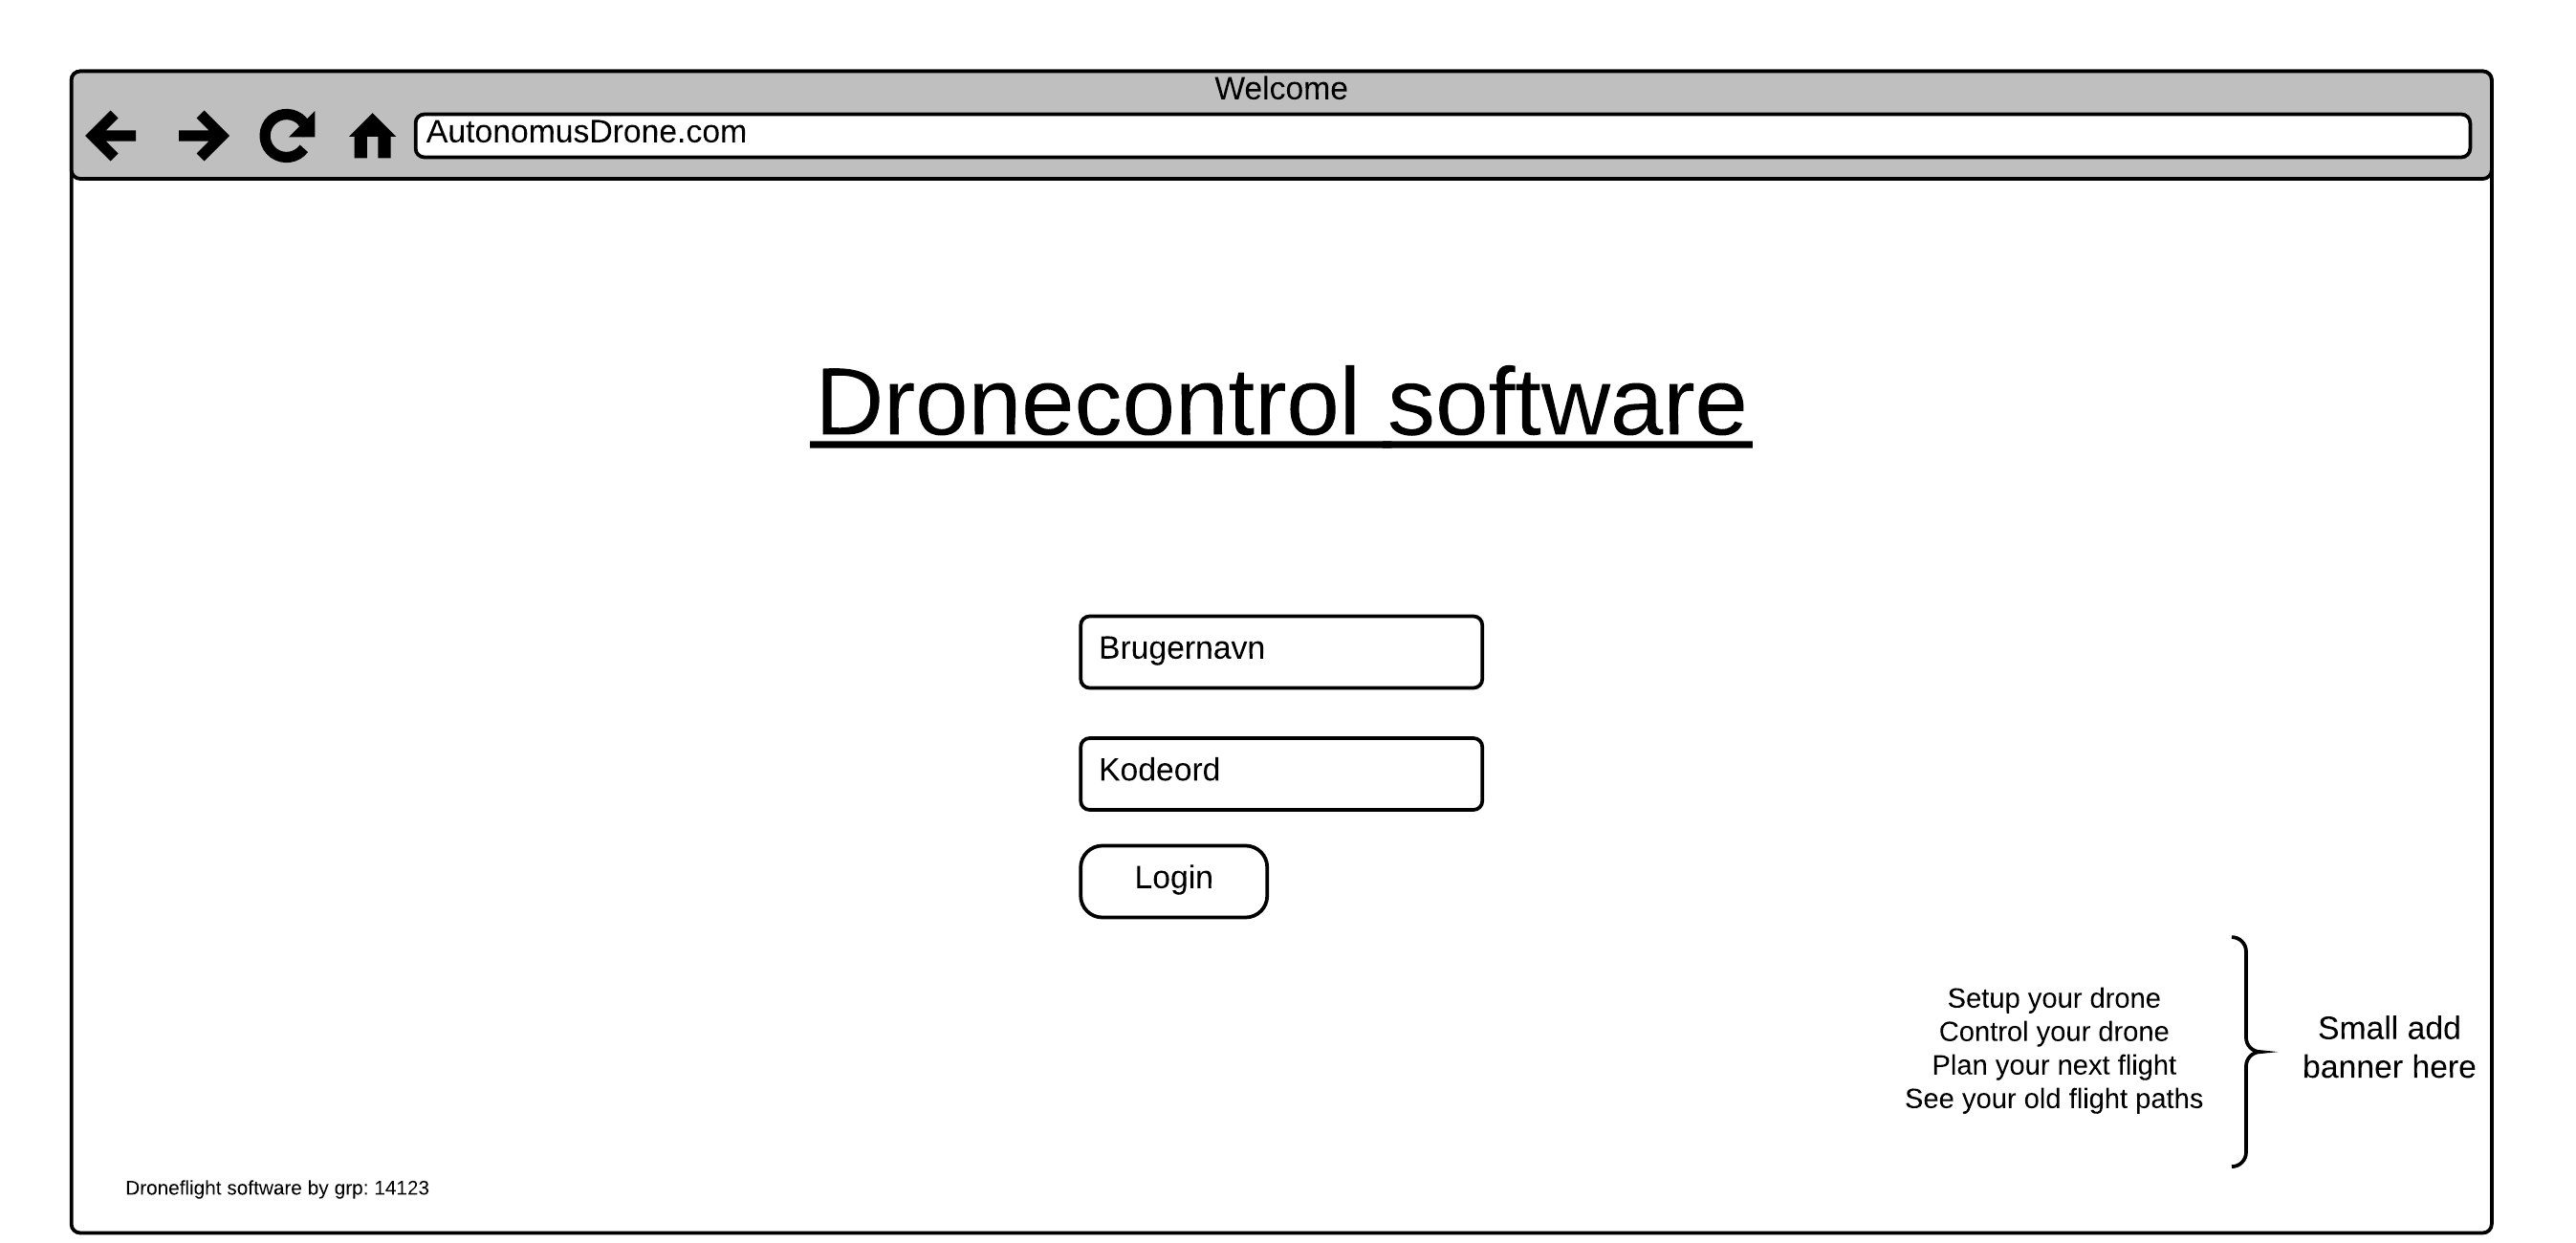 Welcome
AutonomusDrone.com
Dronecontrol software
Brugernavn
Kodeord
Login
Setup your drone
Control your drone
Plan your next flight
See your old flight paths
Small add
banner here
Droneflight software by grp: 14123